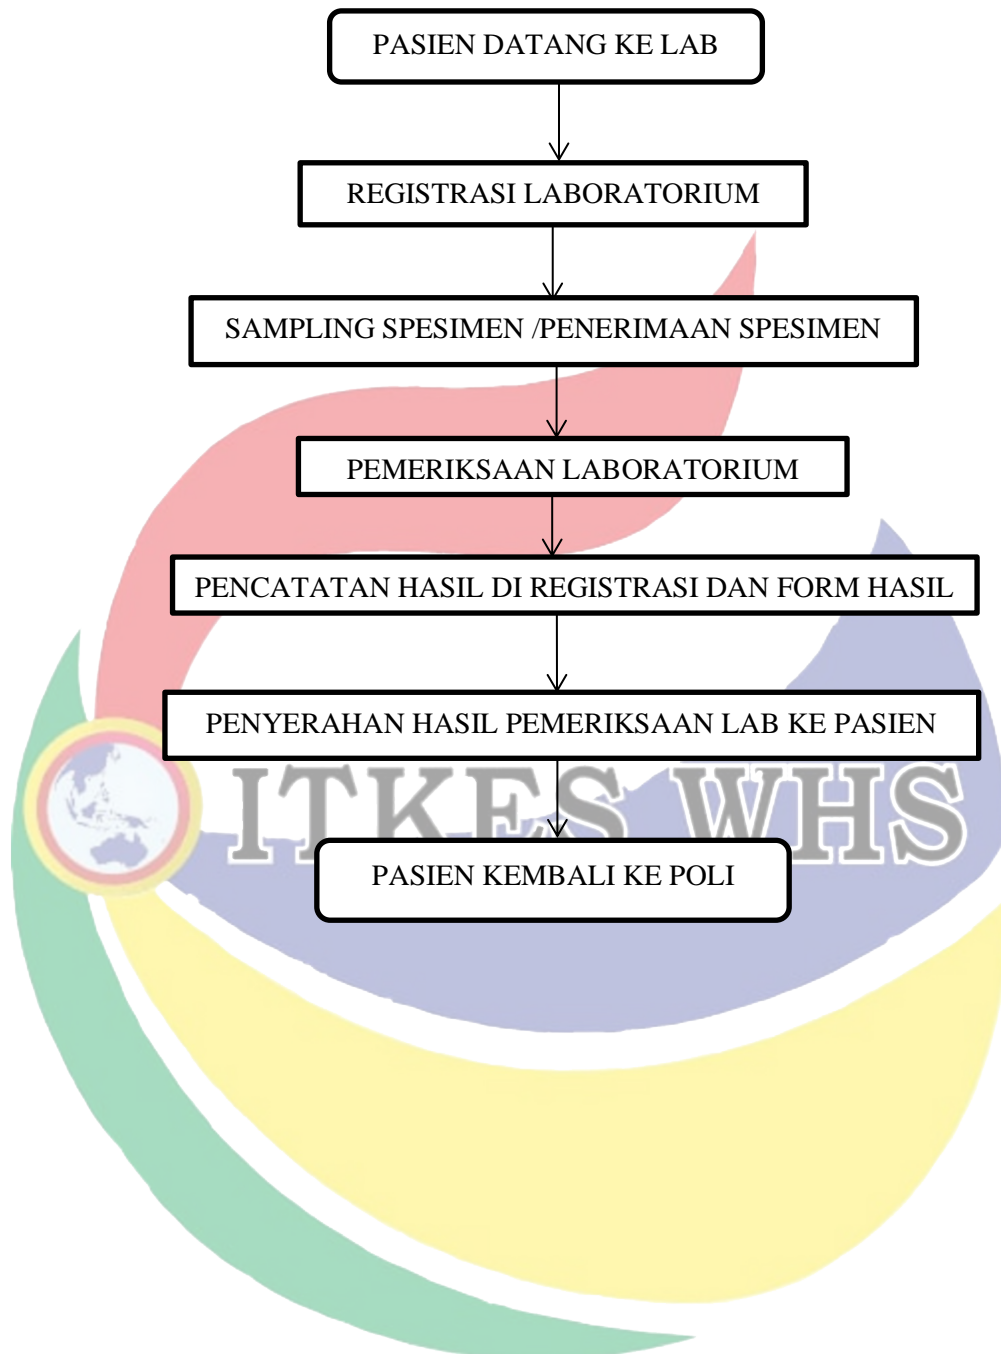 PASIEN DATANG KE LAB
REGISTRASI LABORATORIUM
SAMPLING SPESIMEN /PENERIMAAN SPESIMEN
PEMERIKSAAN LABORATORIUM
PENCATATAN HASIL DI REGISTRASI DAN FORM HASIL
PENYERAHAN HASIL PEMERIKSAAN LAB KE PASIEN
ITKES WHS
PASIEN KEMBALI KE POLI